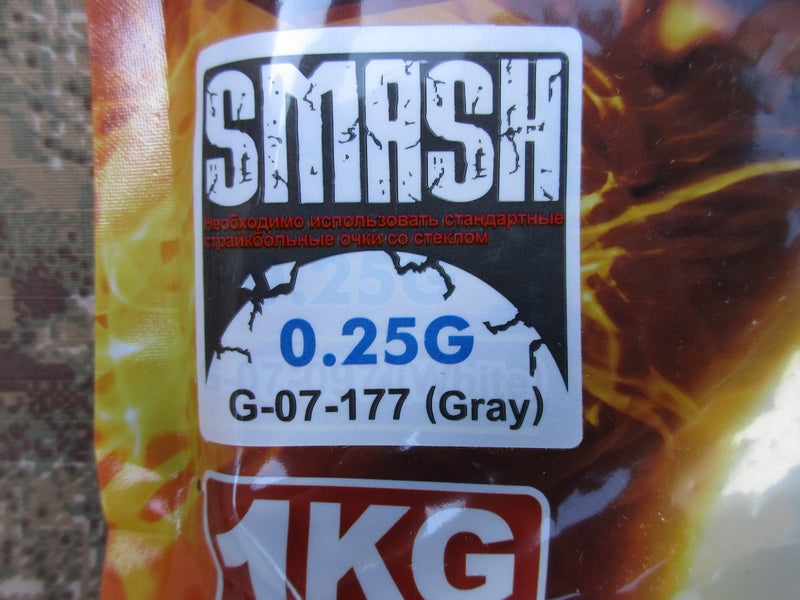 SMASH
Необходимо использовать стандартные
страйкбольные очки со стеклом
0.25G
G-07-177 (Gray)
1KG